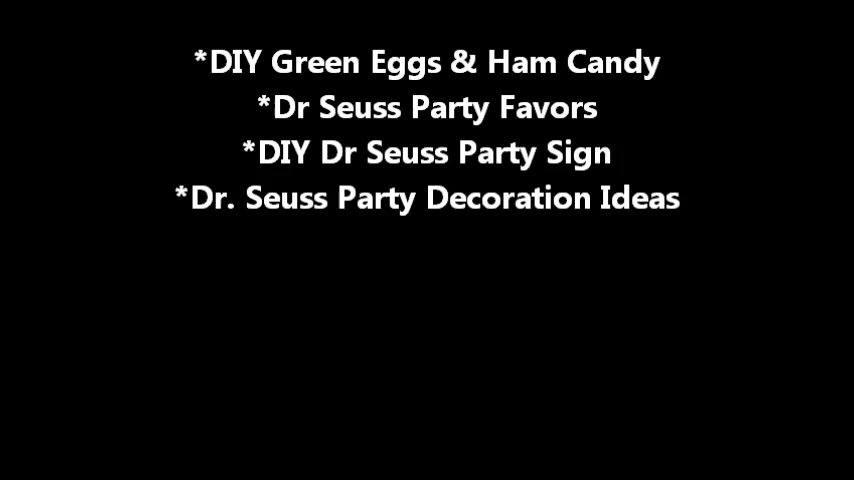 *DIY Green Eggs & Ham Candy
*Dr Seuss Party Favors
*DIY Dr Seuss Party Sign
*Dr. Seuss Party Decoration Ideas